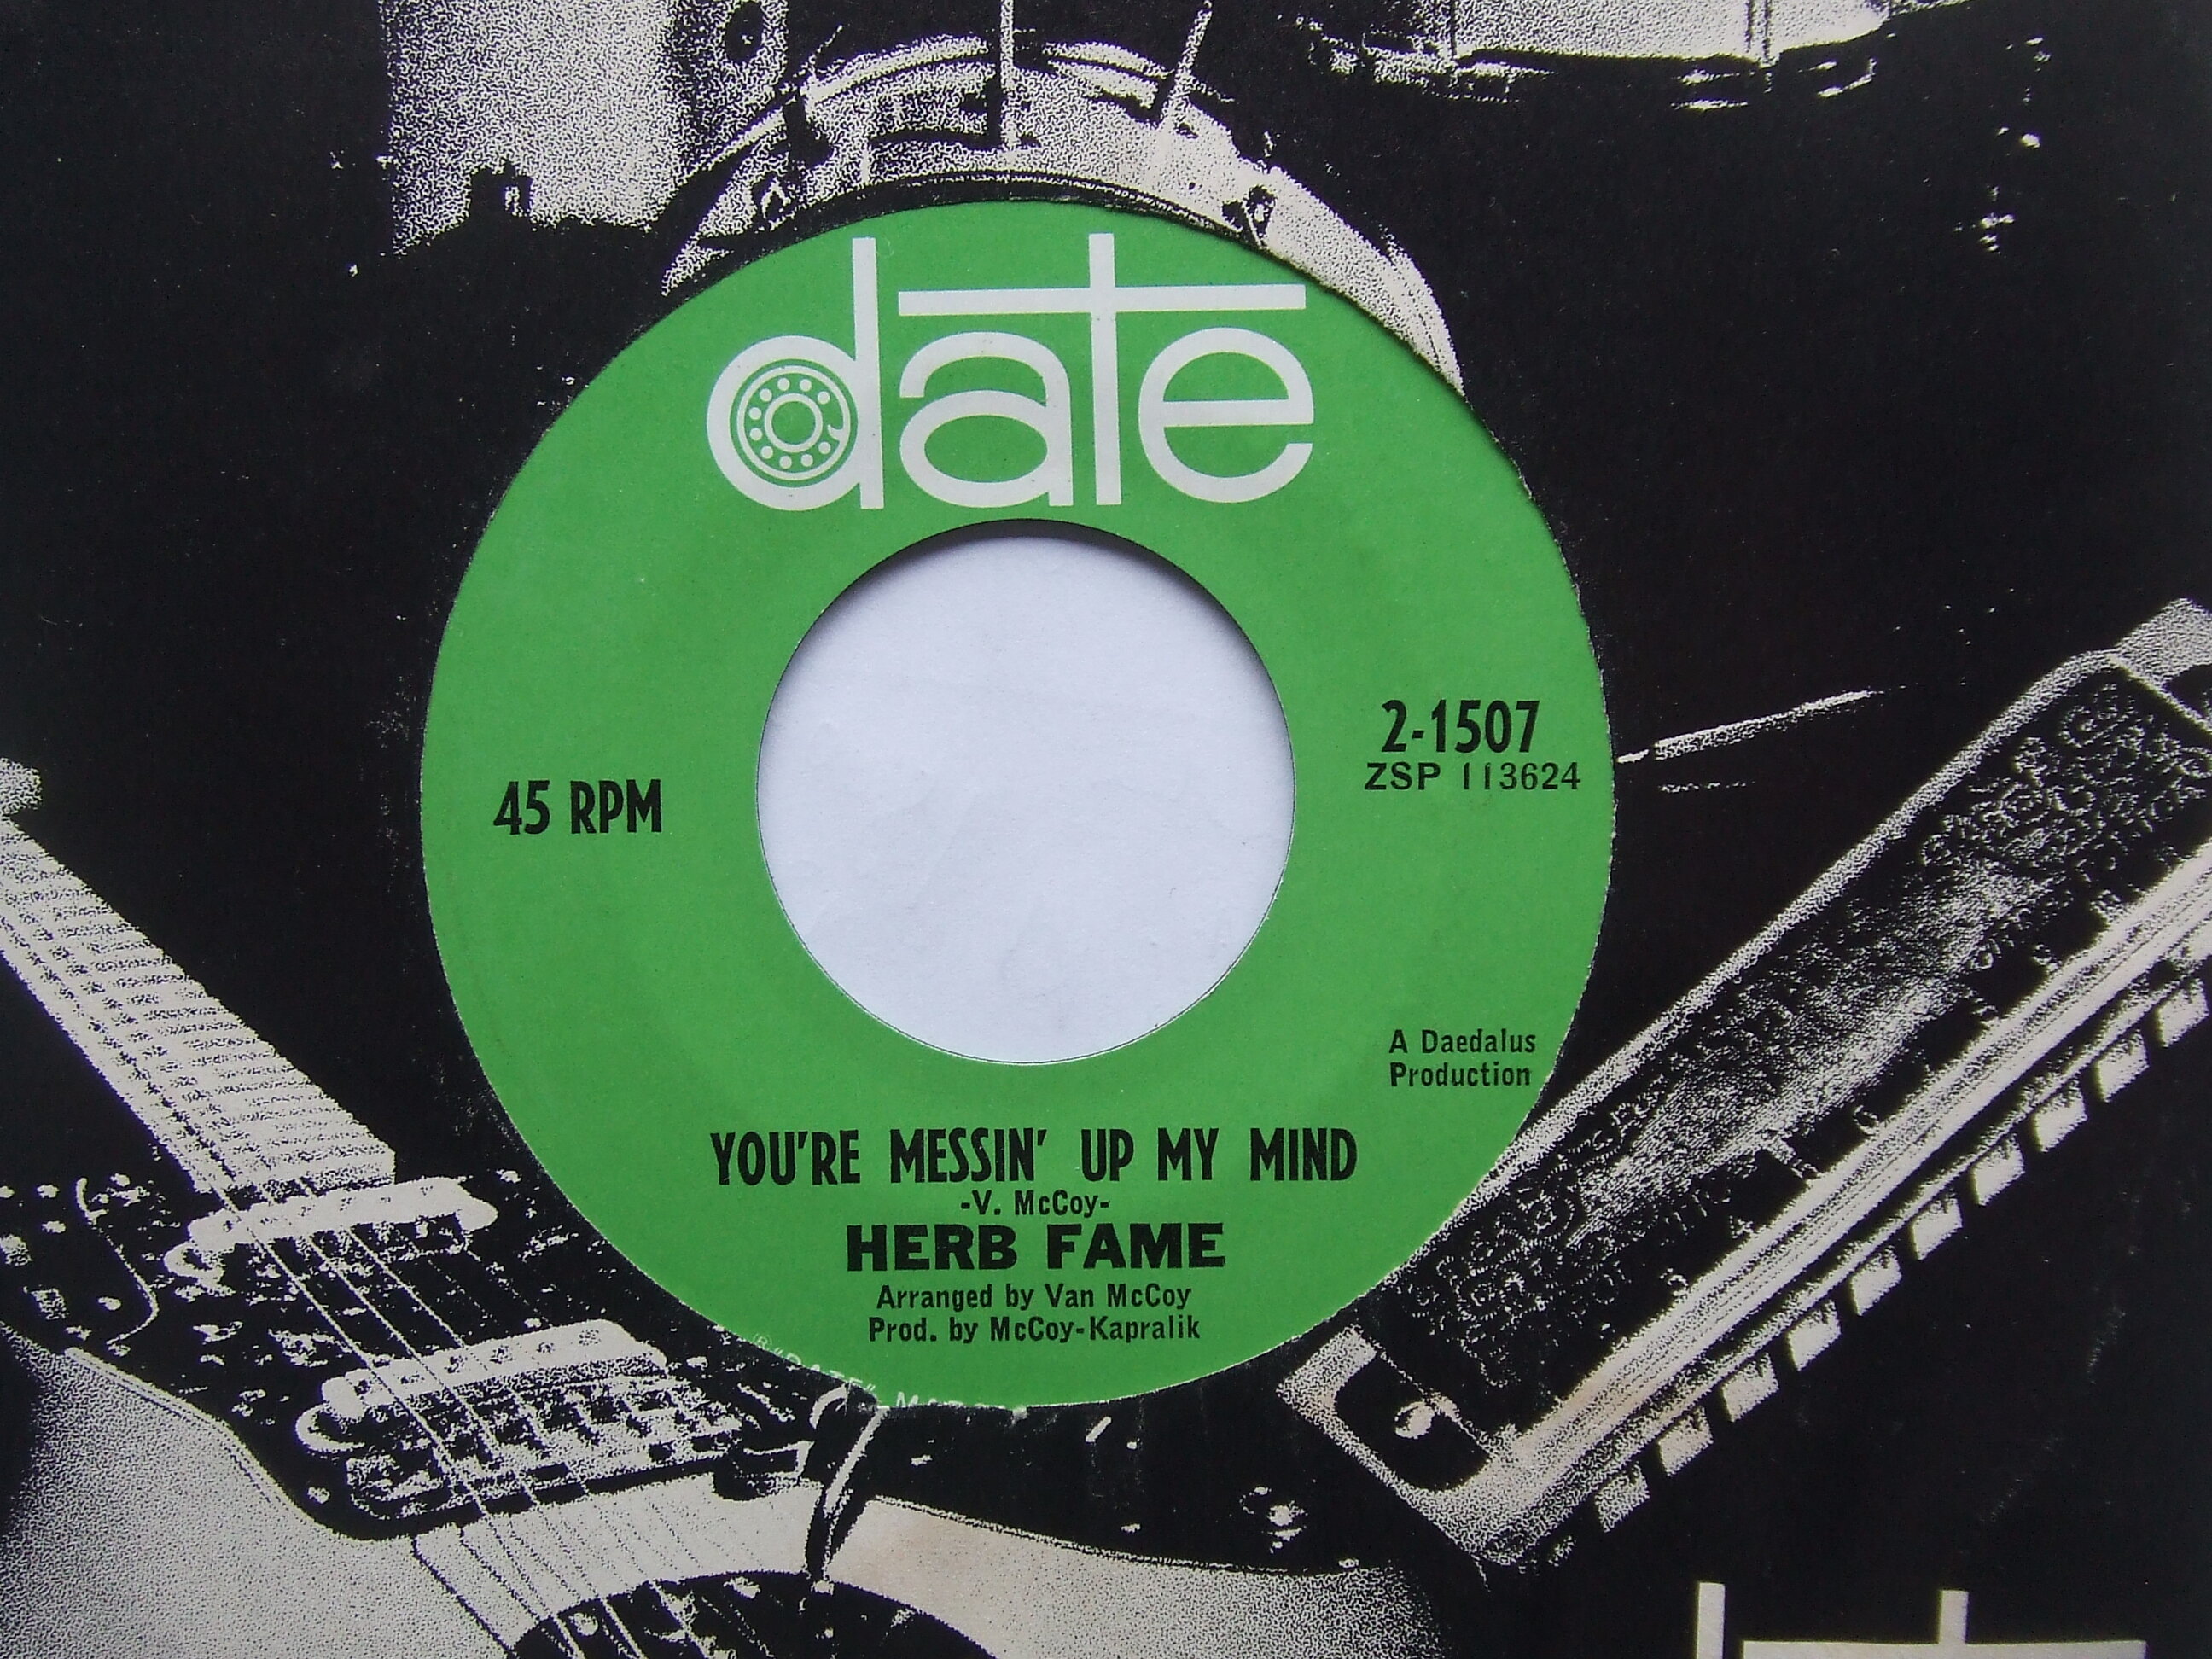 date
2-1507
ZSP 113624
45 RPM
A Daedalus
Production
YOU'RE MESSIN' UP MY MIND
-V. McCoy-
HERB FAME
Arranged by Van McCoy
Prod. by McCoy-Kapralik
® "DATE"